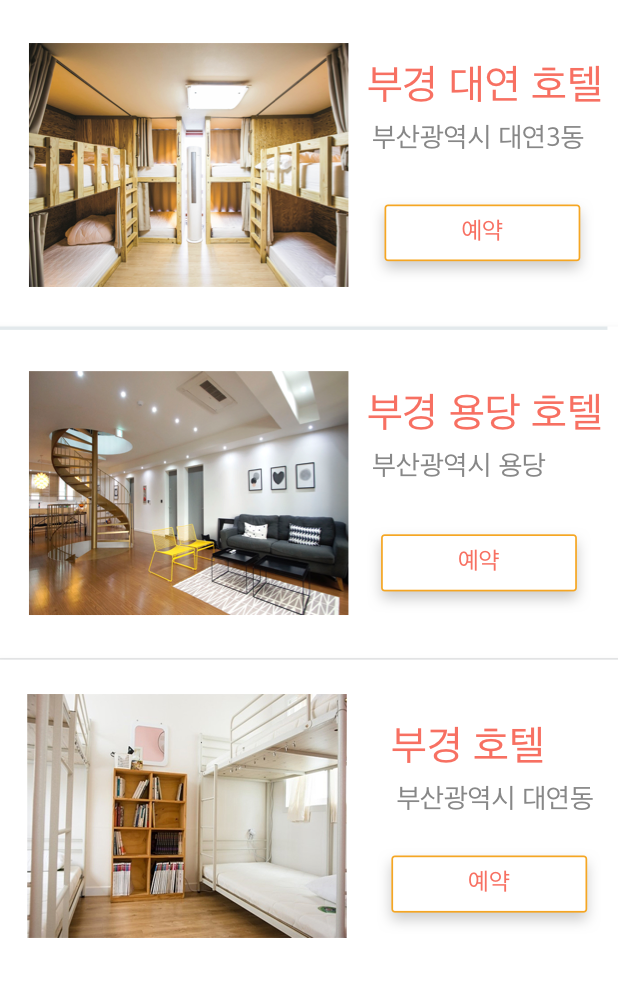 부경 대연 호텔
부산광역시 대연3동
예약
부경 용당 호텔
부산광역시 용당
예약
부경 호텔
부산광역시 대연동
예약